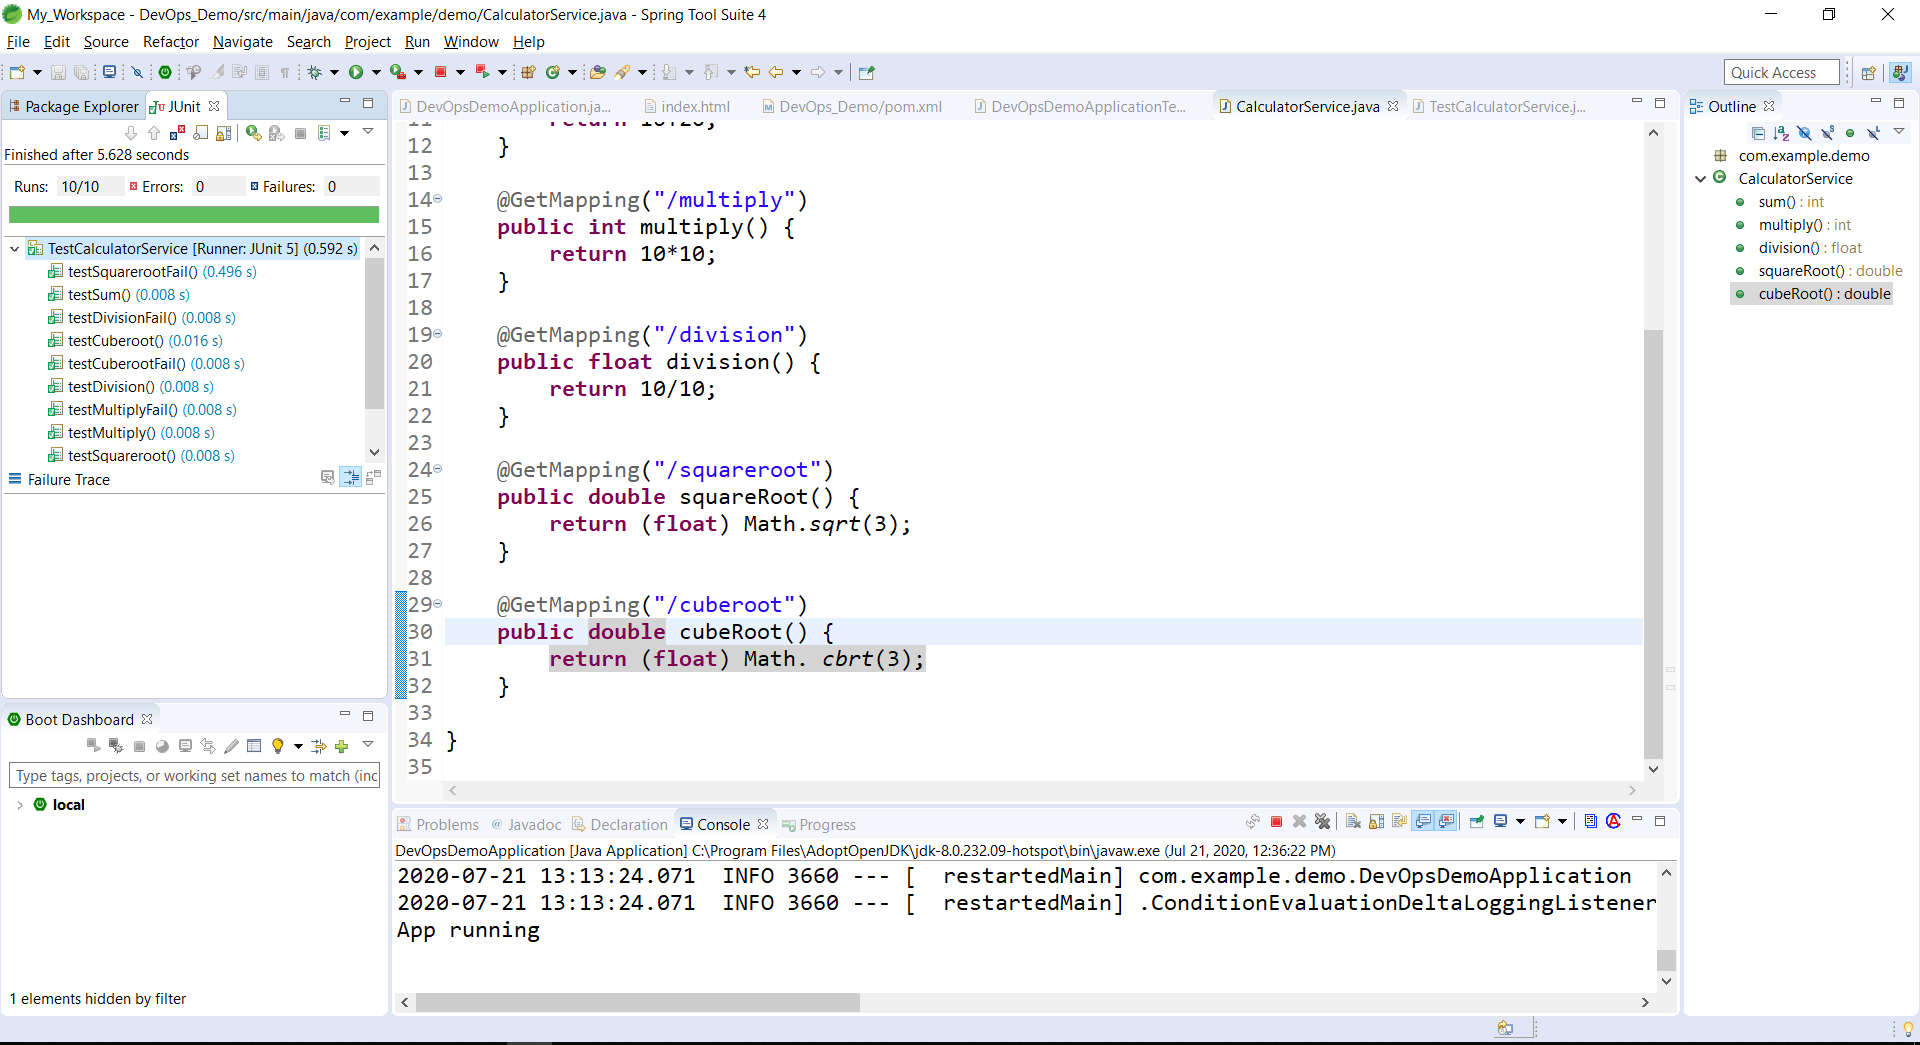 My_Workspace - DevOps_Demo/src/main/java/com/example/demo/CalculatorService.java - Spring Tool Suite 4
File Edit Source Refactor Navigate Search Project Run Window Help
Quick Access
Package Explorer JUnit
Finished after 5.628 seconds
Runs: 10/10 Errors: 0 Failures: 0
TestCalculatorService [Runner: JUnit 5] (0.592 s)
testSquarerootFail() (0.496 s)
testSum() (0.008 s)
testDivisionFail() (0.008 s)
testCuberoot() (0.016 s)
testCuberootFail() (0.008 s)
testDivision() (0.008 s)
testMultiplyFail() (0.008 s)
testMultiply() (0.008 s)
testSquareroot() (0.008 s)
Failure Trace
Boot Dashboard
Type tags, projects, or working set names to match (inc
local
1 elements hidden by filter
DevOpsDemoApplication.ja... index.html DevOps_Demo/pom.xml DevOpsDemoApplicationTe... CalculatorService.java TestCalculatorService.j...
12 }
13
14 @GetMapping("/multiply")
15 public int multiply() {
16 return 10*10;
17 }
18
19 @GetMapping("/division")
20 public float division() {
21 return 10/10;
22 }
23
24 @GetMapping("/squareroot")
25 public double squareRoot() {
26 return (float) Math.sqrt(3);
27 }
28
29 @GetMapping("/cuberoot")
30 public double cubeRoot() {
31 return (float) Math. cbrt(3);
32 }
33
34 }
35
Problems Javadoc Declaration Console Progress
DevOpsDemoApplication [Java Application] C:\Program Files\AdoptOpenJDK\jdk-8.0.232.09-hotspot\bin\javaw.exe (Jul 21, 2020, 12:36:22 PM)
2020-07-21 13:13:24.071 INFO 3660 --- [ restartedMain] com.example.demo.DevOpsDemoApplication
2020-07-21 13:13:24.071 INFO 3660 --- [ restartedMain] .ConditionEvaluationDeltaLoggingListener
App running
Outline
com.example.demo
CalculatorService
sum() : int
multiply() : int
division() : float
squareRoot() : double
cubeRoot() : double